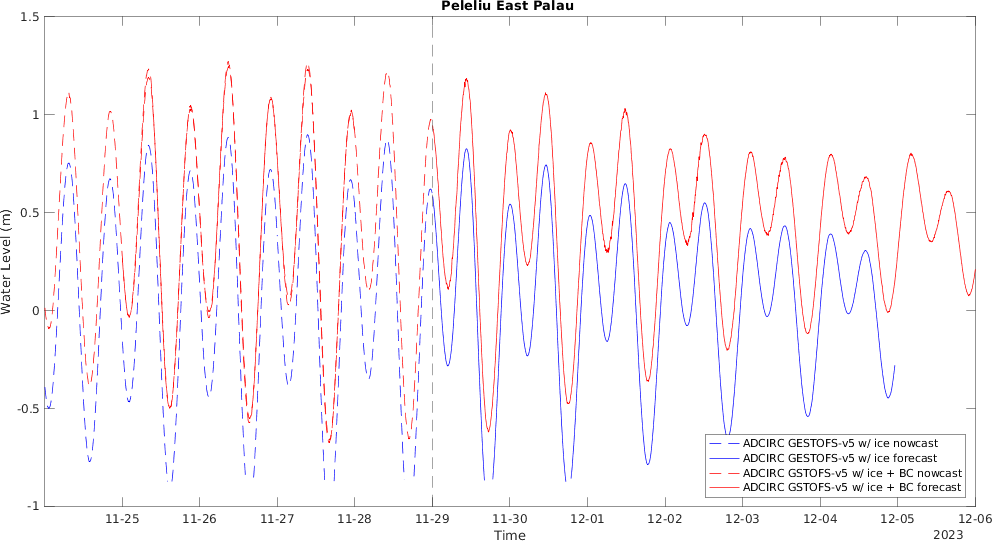 Peleliu East Palau
1.5
1
0.5
0
-0.5
-1
Water Level (m)
ADCIRC GESTOFS-v5 w/ ice nowcast
ADCIRC GESTOFS-v5 w/ ice forecast
ADCIRC GSTOFS-v5 w/ ice + BC nowcast
ADCIRC GSTOFS-v5 w/ ice + BC forecast
11-25 11-26 11-27 11-28 11-29 11-30 12-01 12-02 12-03 12-04 12-05 12-06
Time
2023